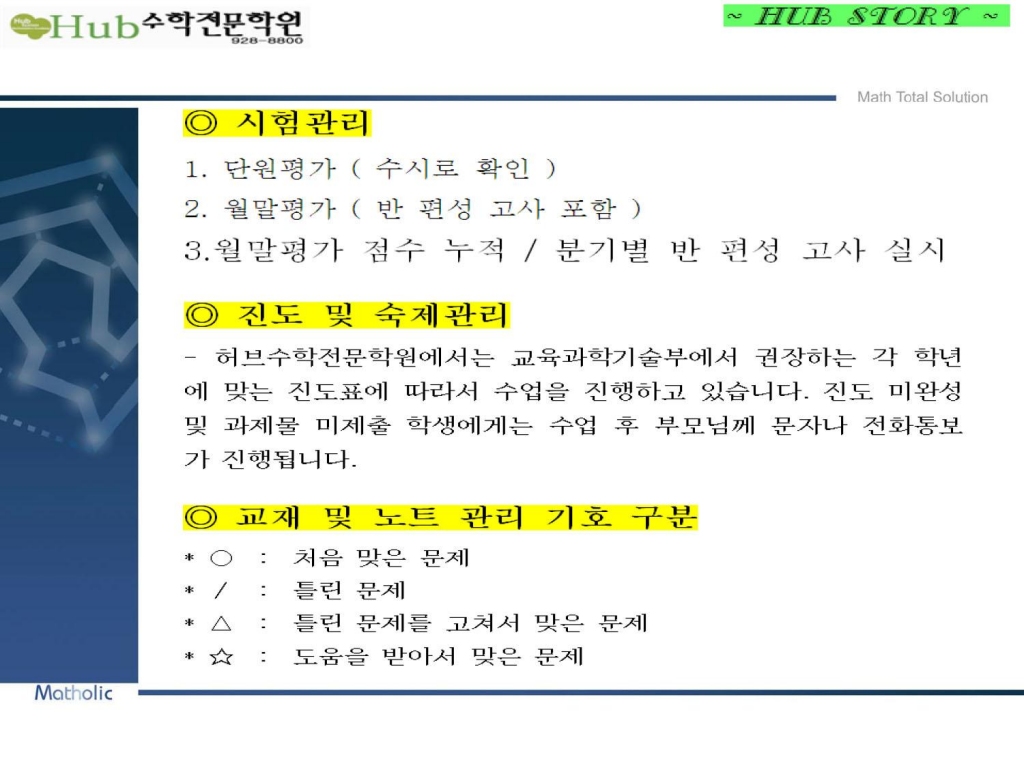 Hub수학전문학원
928-8800
~ HUB STORY ~
Math Total Solution
◎ 시험관리
1. 단원평가 ( 수시로 확인 )
2. 월말평가 ( 반 편성 고사 포함 )
3.월말평가 점수 누적 / 분기별 반 편성 고사 실시
◎ 진도 및 숙제관리
- 허브수학전문학원에서는 교육과학기술부에서 권장하는 각 학년
에 맞는 진도표에 따라서 수업을 진행하고 있습니다. 진도 미완성
및 과제물 미제출 학생에게는 수업 후 부모님께 문자나 전화통보
가 진행됩니다.
◎ 교재 및 노트 관리 기호 구분
* ○ : 처음 맞은 문제
* / : 틀린 문제
* △ : 틀린 문제를 고쳐서 맞은 문제
* ☆ : 도움을 받아서 맞은 문제
Matholic